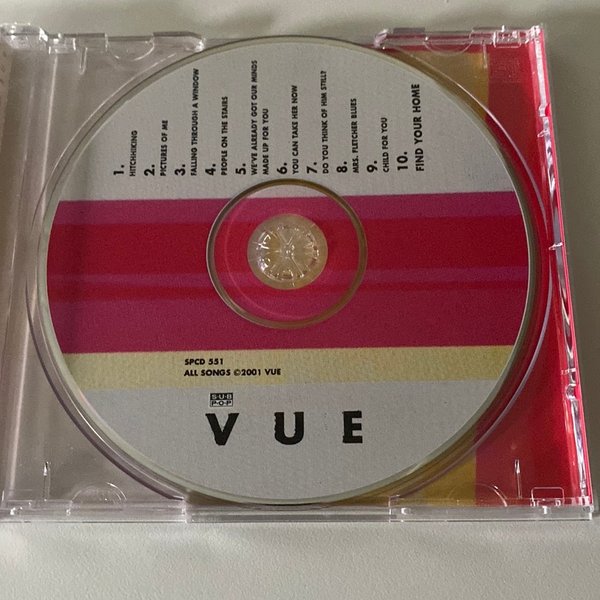 1.
HITCHHIKING
2.
PICTURES OF ME
3.
FALLING THROUGH A WINDOW
4.
PEOPLE ON THE STAIRS
5.
WE'VE ALREADY GOT OUR MINDS
MADE UP FOR YOU
6.
YOU CAN TAKE HER NOW
7.
DO YOU THINK OF HIM STILL?
8.
MRS. FLETCHER BLUES
9.
CHILD FOR YOU
10.
FIND YOUR HOME
SPCD 551
ALL SONGS ©2001 VUE
SUB
POP
VUE